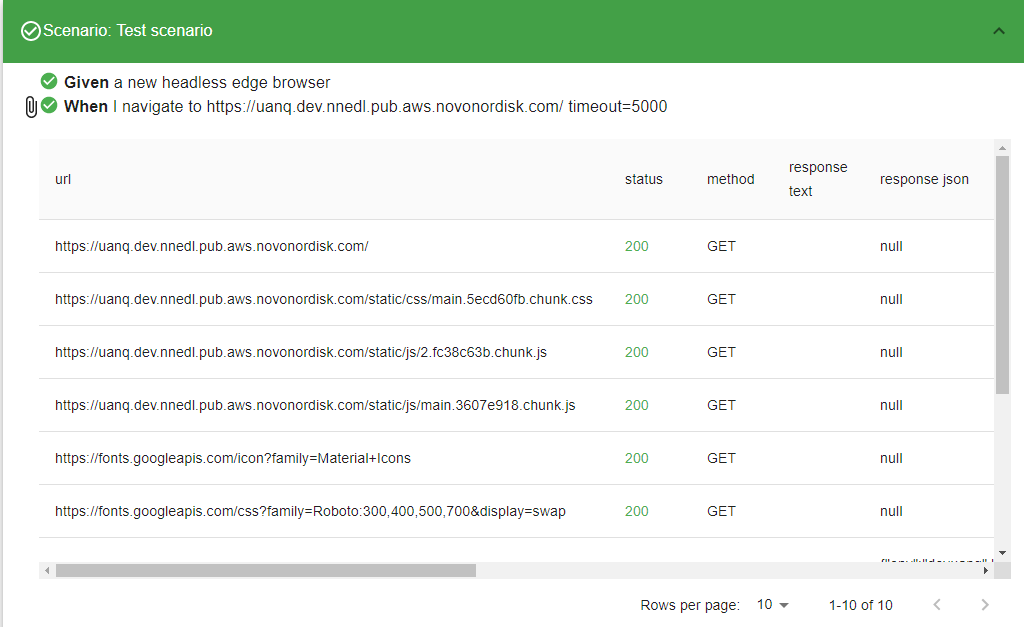 Scenario: Test scenario
Given a new headless edge browser
When I navigate to https://uanq.dev.nnedl.pub.aws.novonordisk.com/ timeout=5000
url status method response text response json
https://uanq.dev.nnedl.pub.aws.novonordisk.com/ 200 GET null
https://uanq.dev.nnedl.pub.aws.novonordisk.com/static/css/main.5ecd60fb.chunk.css 200 GET null
https://uanq.dev.nnedl.pub.aws.novonordisk.com/static/js/2.fc38c63b.chunk.js 200 GET null
https://uanq.dev.nnedl.pub.aws.novonordisk.com/static/js/main.3607e918.chunk.js 200 GET null
https://fonts.googleapis.com/icon?family=Material+Icons 200 GET null
https://fonts.googleapis.com/css?family=Roboto:300,400,500,700&display=swap 200 GET null
Rows per page: 10 1-10 of 10